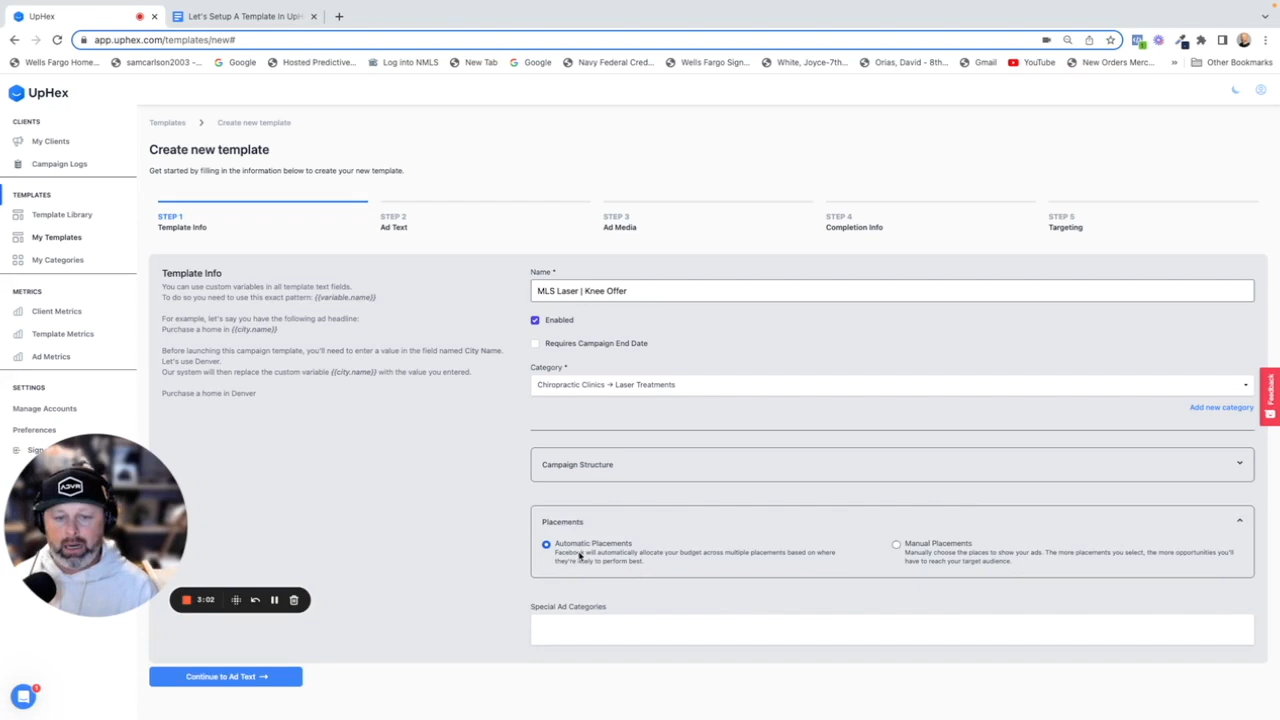 UpHex
Let's Setup A Template In UpH
app.uphex.com/templates/new#
Wells Fargo Home...
samcarlson2003 –...
Google
Hosted Predictive...
Log into NMLS
New Tab
Google
Navy Federal Cred...
Wells Fargo Sign...
White, Joyce-7th...
Orias, David - 8th...
Gmail
YouTube
New Orders Merc...
»
Other Bookmarks
UpHex
CLIENTS
My Clients
Campaign Logs
TEMPLATES
Template Library
My Templates
My Categories
METRICS
Client Metrics
Template Metrics
Ad Metrics
SETTINGS
Manage Accounts
Preferences
Sign
Templates
Create new template
Create new template
Get started by filling in the information below to create your new template.
STEP 1
Template Info
STEP 2
Ad Text
STEP 3
Ad Media
STEP 4
Completion Info
STEP 5
Targeting
Template Info
You can use custom variables in all template text fields.
To do so you need to use this exact pattern: {{variable.name}}
For example, let's say you have the following ad headline:
Purchase a home in {{city.name}}
Before launching this campaign template, you'll need to enter a value in the field named City Name.
Let's use Denver.
Our system will then replace the custom variable {{city.name}} with the value you entered.
Purchase a home in Denver
Name *
MLS Laser | Knee Offer
Enabled
Requires Campaign End Date
Category *
Chiropractic Clinics → Laser Treatments
Add new category
Campaign Structure
Placements
Automatic Placements
Facebook will automatically allocate your budget across multiple placements based on where
they're likely to perform best.
Manual Placements
Manually choose the places to show your ads. The more placements you select, the more opportunities you'll
have to reach your target audience.
Special Ad Categories
Continue to Ad Text →
Feedback
3:02
ADVR
1